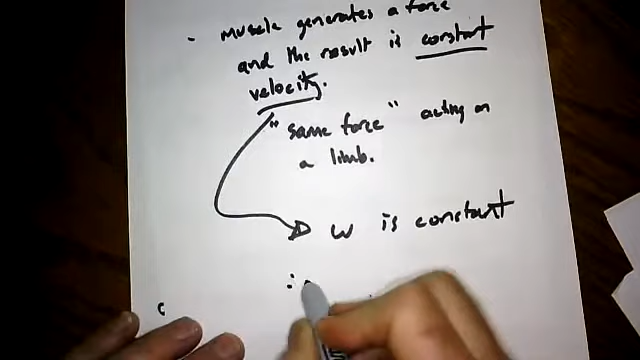 - Muscle generates a force
and the result is constant
velocity.
"same force" acting on
a limb.
ω is constant
∴
c